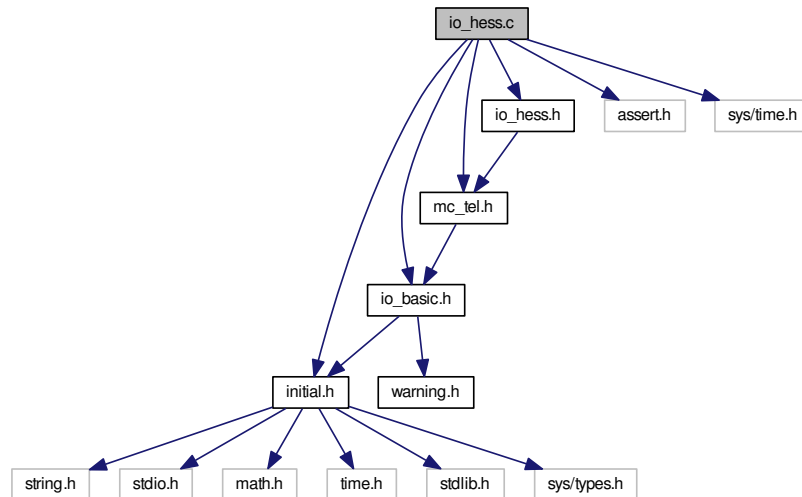 io_hess.c
io_hess.h
assert.h
sys/time.h
mc_tel.h
io_basic.h
initial.h
warning.h
string.h
stdio.h
math.h
time.h
stdlib.h
sys/types.h